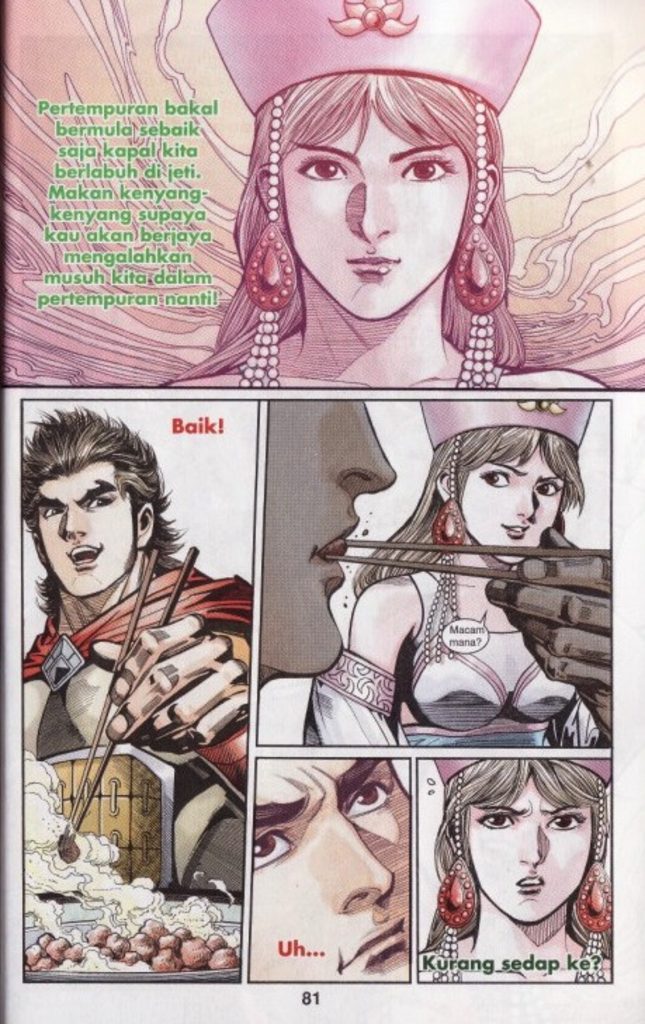 Pertempuran bakal
bermula sebaik
saja kapal kita
berlabuh di jeti.
Makan kenyang-
kenyang supaya
kau akan berjaya
mengalahkan
musuh kita dalam
pertempuran nanti!
Baik!
Macam
mana?
Uh...
Kurang sedap ke?
81